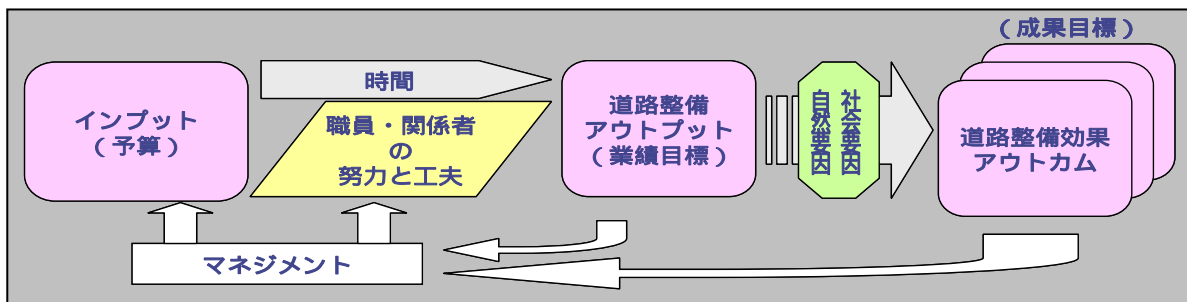 (成果目標)
インプット
(予算)
時間
職員・関係者
の
努力と工夫
道路整備
アウトプット
(業績目標)
社会要因
自然要因
道路整備効果
アウトカム
マネジメント